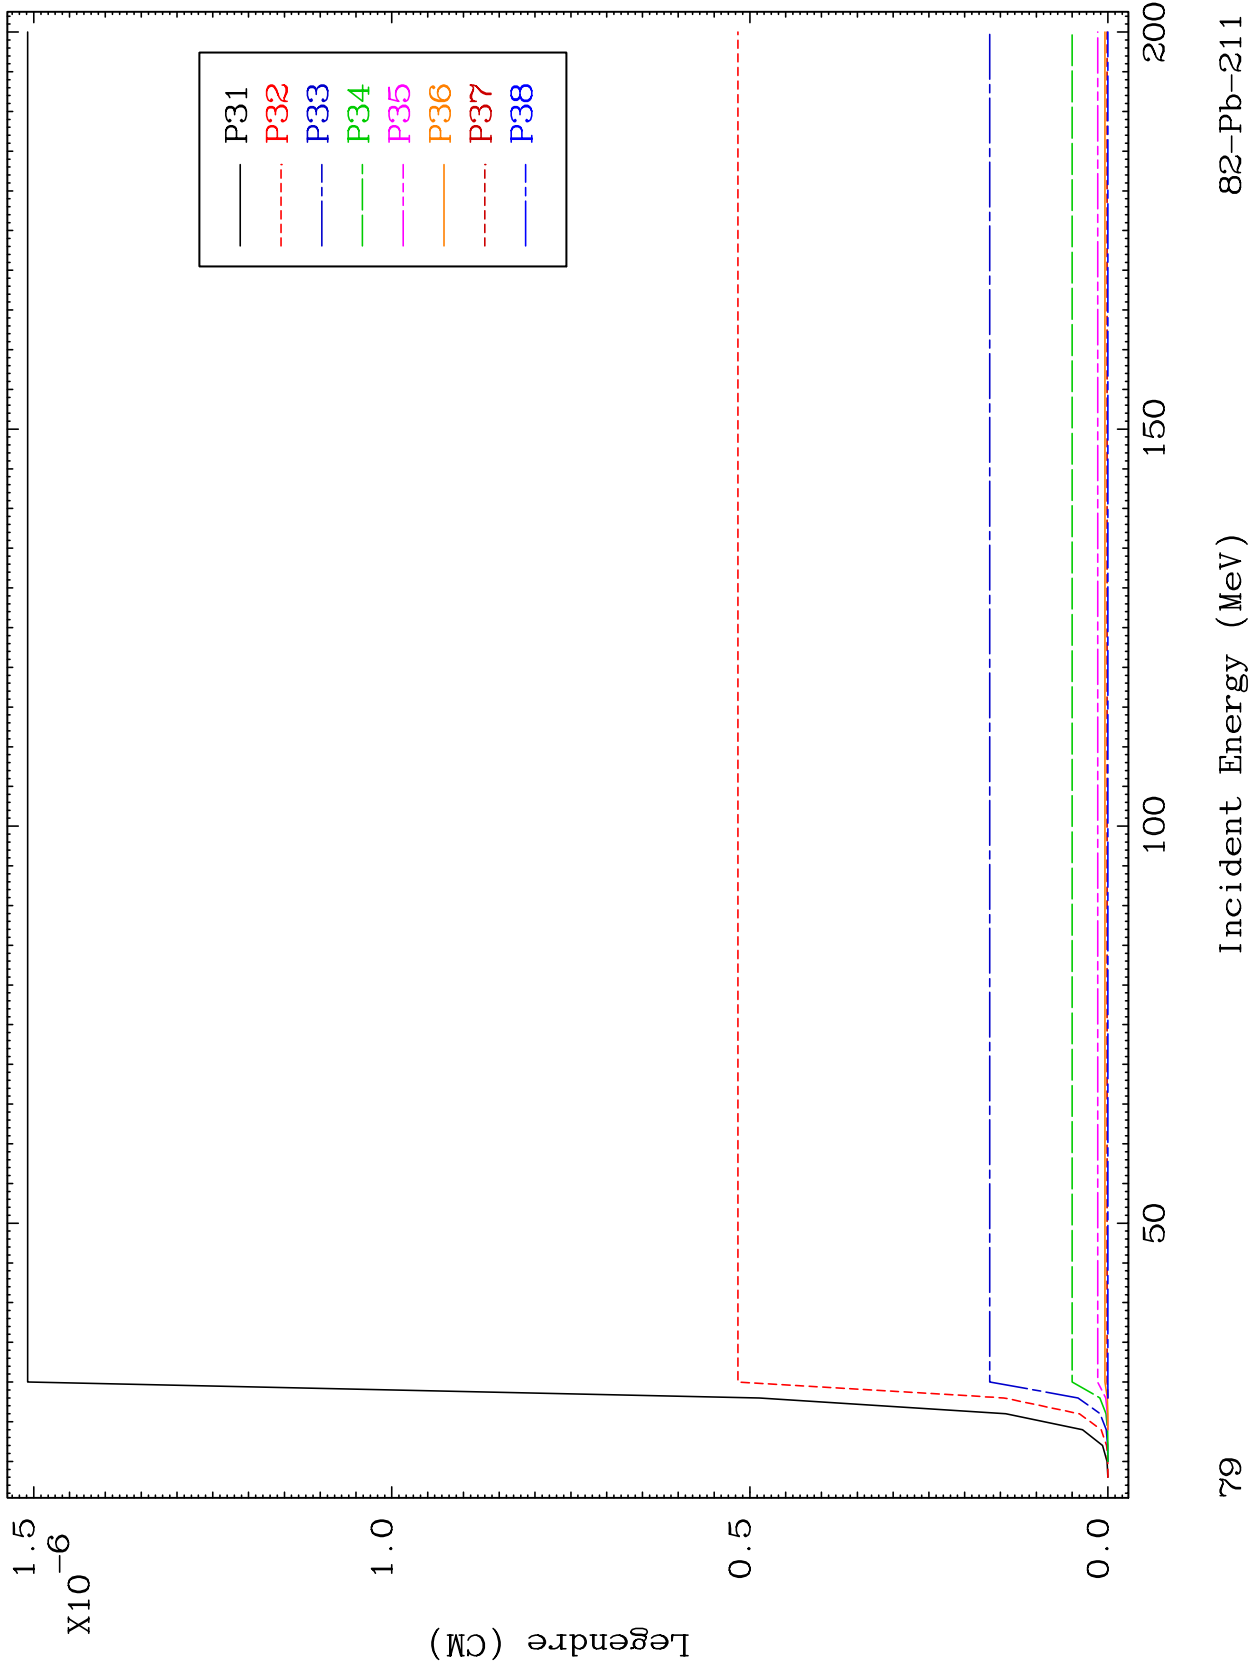 1.5
X10⁻⁶
1.0
0.5
0.0
Legendre (CM)
P31
P32
P33
P34
P35
P36
P37
P38
50
100
150
200
Incident Energy (MeV)
79
82-Pb-211